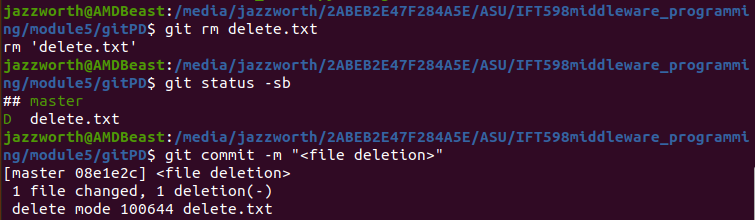 jazzworth@AMDBeast:/media/jazzworth/2ABEB2E47F284A5E/ASU/IFT598middleware_programmi
ng/module5/gitPD$ git rm delete.txt
rm 'delete.txt'
jazzworth@AMDBeast:/media/jazzworth/2ABEB2E47F284A5E/ASU/IFT598middleware_programmi
ng/module5/gitPD$ git status -sb
## master
D  delete.txt
jazzworth@AMDBeast:/media/jazzworth/2ABEB2E47F284A5E/ASU/IFT598middleware_programmi
ng/module5/gitPD$ git commit -m "<file deletion>"
[master 08e1e2c] <file deletion>
 1 file changed, 1 deletion(-)
 delete mode 100644 delete.txt